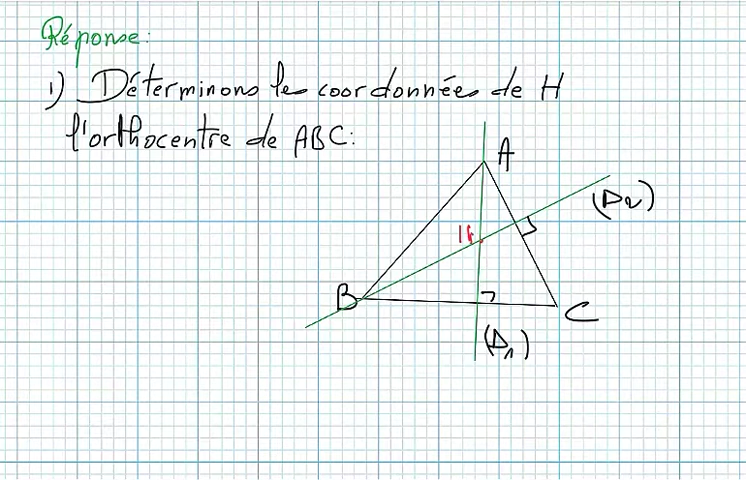 Réponse:
1) Déterminons les coordonnées de H
l'orthocentre de ABC:
A
(Δ2)
H
B
C
(Δ1)